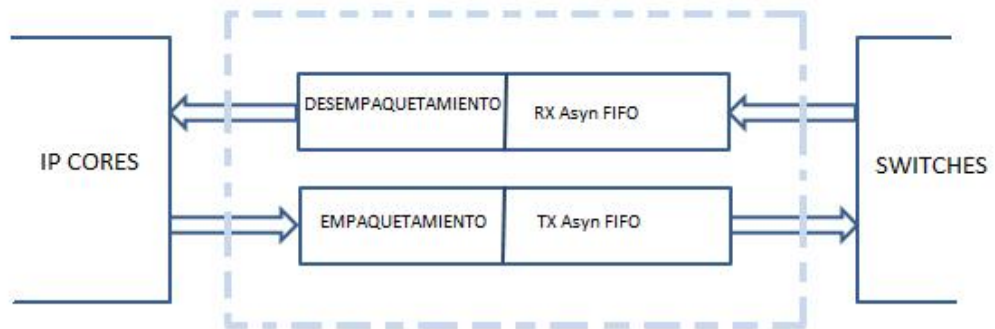 DESEMPAQUETAMIENTO
RX Asyn FIFO
IP CORES
SWITCHES
EMPAQUETAMIENTO
TX Asyn FIFO